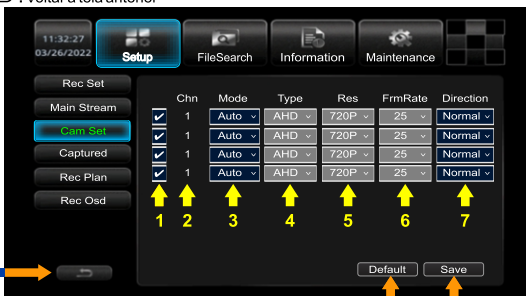 : Voltar à tela anterior
11:32:27
03/26/2022
Setup
FileSearch
Information
Maintenance
Rec Set
Main Stream
Cam Set
Captured
Rec Plan
Rec Osd
Chn Mode Type Res FrmRate Direction
1 Auto AHD 720P 25 Normal
1 Auto AHD 720P 25 Normal
1 Auto AHD 720P 25 Normal
1 Auto AHD 720P 25 Normal
1 2 3 4 5 6 7
Default Save